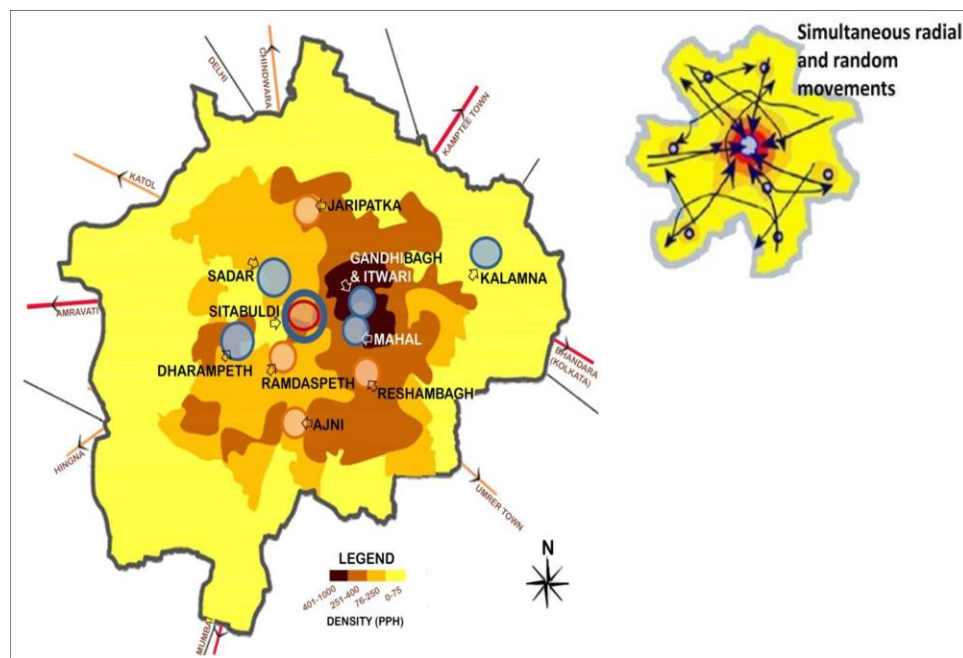 Simultaneous radial
and random
movements
DELHI
CHINDWARA
KAMPTEE TOWN
KATOL
JARIPATKA
GANDHIBAGH
& ITWARI
SADAR
KALAMNA
SITABULDI
AMRAVATI
MAHAL
DHARAMPETH
RAMDASPETH
RESHAMBAGH
BHANDARA
(KOLKATA)
AJNI
HINGNA
UMRER TOWN
N
LEGEND
401-1000
251-400
76-250
0-75
DENSITY (PPH)
MUMBAI